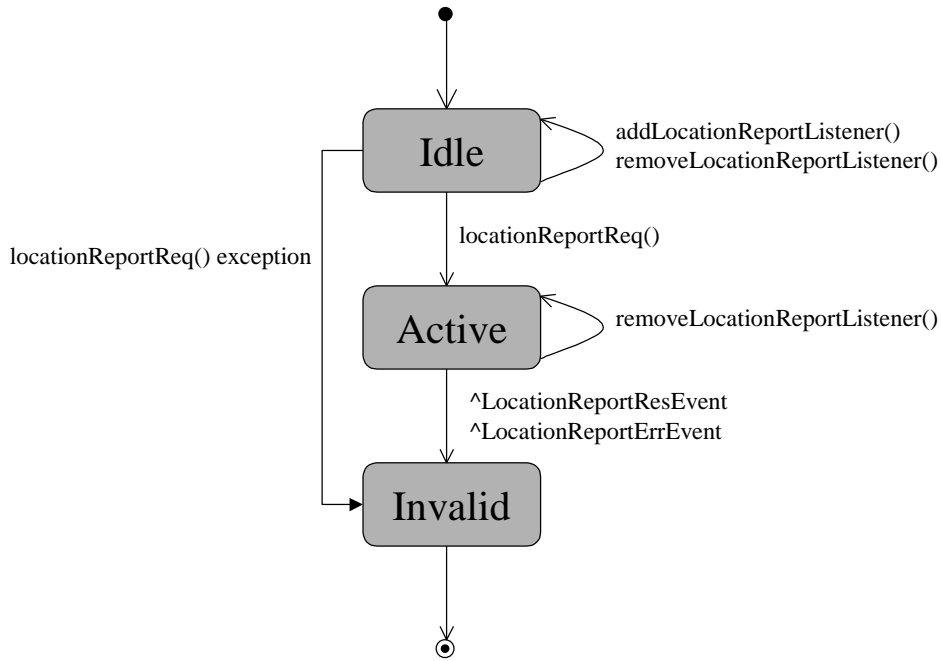 Idle
addLocationReportListener()
removeLocationReportListener()
locationReportReq()
locationReportReq() exception
Active
removeLocationReportListener()
^LocationReportResEvent
^LocationReportErrEvent
Invalid